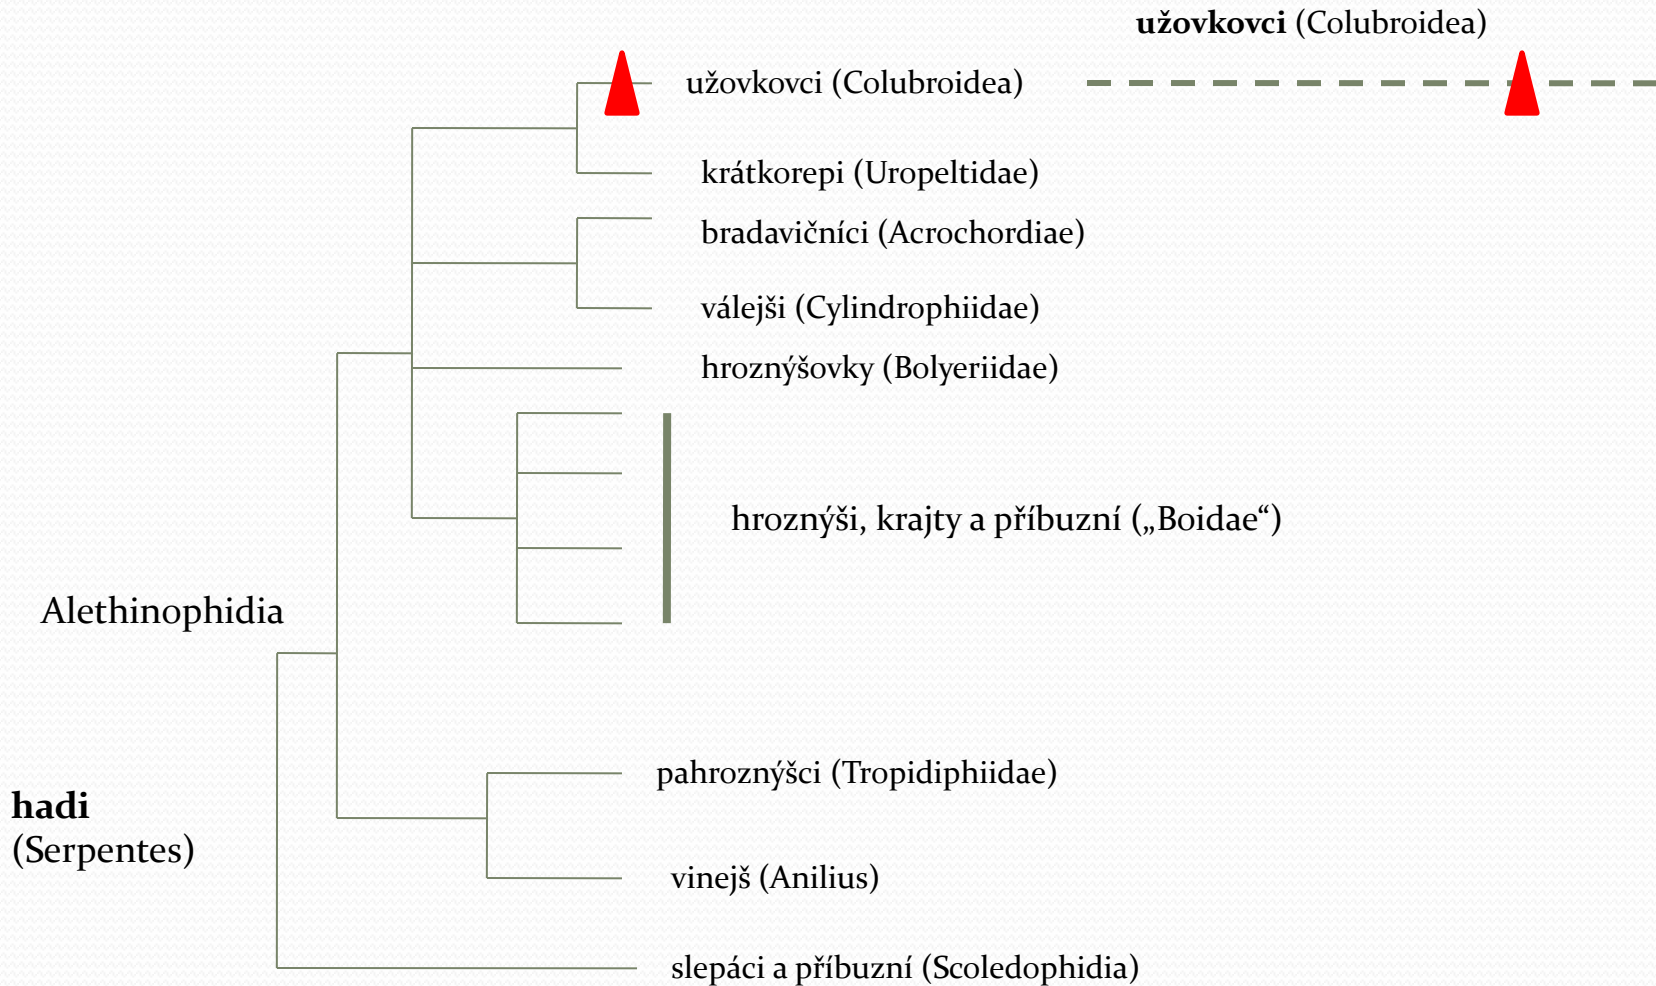 užovkovci (Colubroidea)
užovkovci (Colubroidea)
krátkorepi (Uropeltidae)
bradavičníci (Acrochordiae)
válejši (Cylindrophiidae)
hroznýšovky (Bolyeriidae)
hroznýši, krajty a příbuzní („Boidae“)
Alethinophidia
pahroznýšci (Tropidiphiidae)
hadi
(Serpentes)
vinejš (Anilius)
slepáci a příbuzní (Scoledophidia)